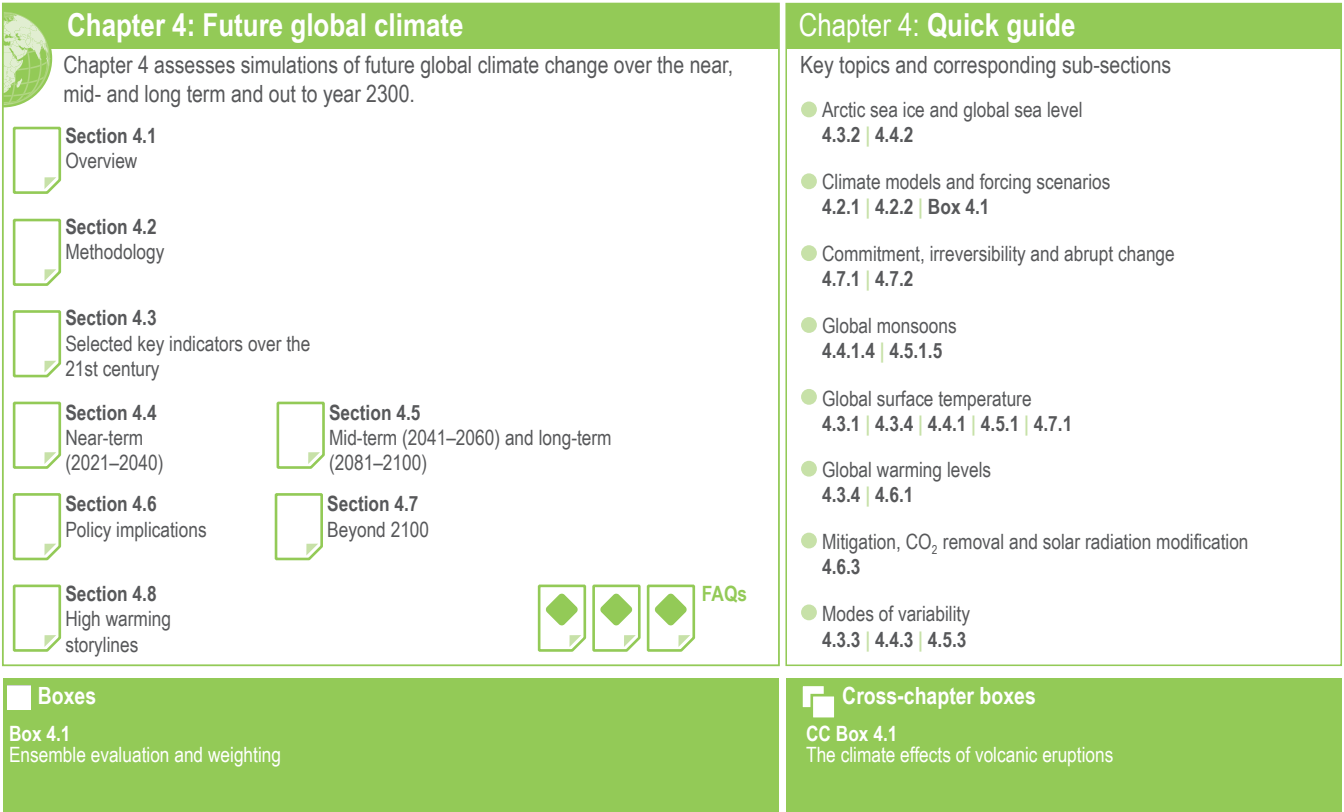 Chapter 4: Future global climate
Chapter 4 assesses simulations of future global climate change over the near,
mid- and long term and out to year 2300.
Section 4.1
Overview
Section 4.2
Methodology
Section 4.3
Selected key indicators over the
21st century
Section 4.4
Near-term
(2021–2040)
Section 4.5
Mid-term (2041–2060) and long-term
(2081–2100)
Section 4.6
Policy implications
Section 4.7
Beyond 2100
Section 4.8
High warming
storylines
FAQs
Chapter 4: Quick guide
Key topics and corresponding sub-sections
Arctic sea ice and global sea level
4.3.2 | 4.4.2
Climate models and forcing scenarios
4.2.1 | 4.2.2 | Box 4.1
Commitment, irreversibility and abrupt change
4.7.1 | 4.7.2
Global monsoons
4.4.1.4 | 4.5.1.5
Global surface temperature
4.3.1 | 4.3.4 | 4.4.1 | 4.5.1 | 4.7.1
Global warming levels
4.3.4 | 4.6.1
Mitigation, CO₂ removal and solar radiation modification
4.6.3
Modes of variability
4.3.3 | 4.4.3 | 4.5.3
Boxes
Box 4.1
Ensemble evaluation and weighting
Cross-chapter boxes
CC Box 4.1
The climate effects of volcanic eruptions